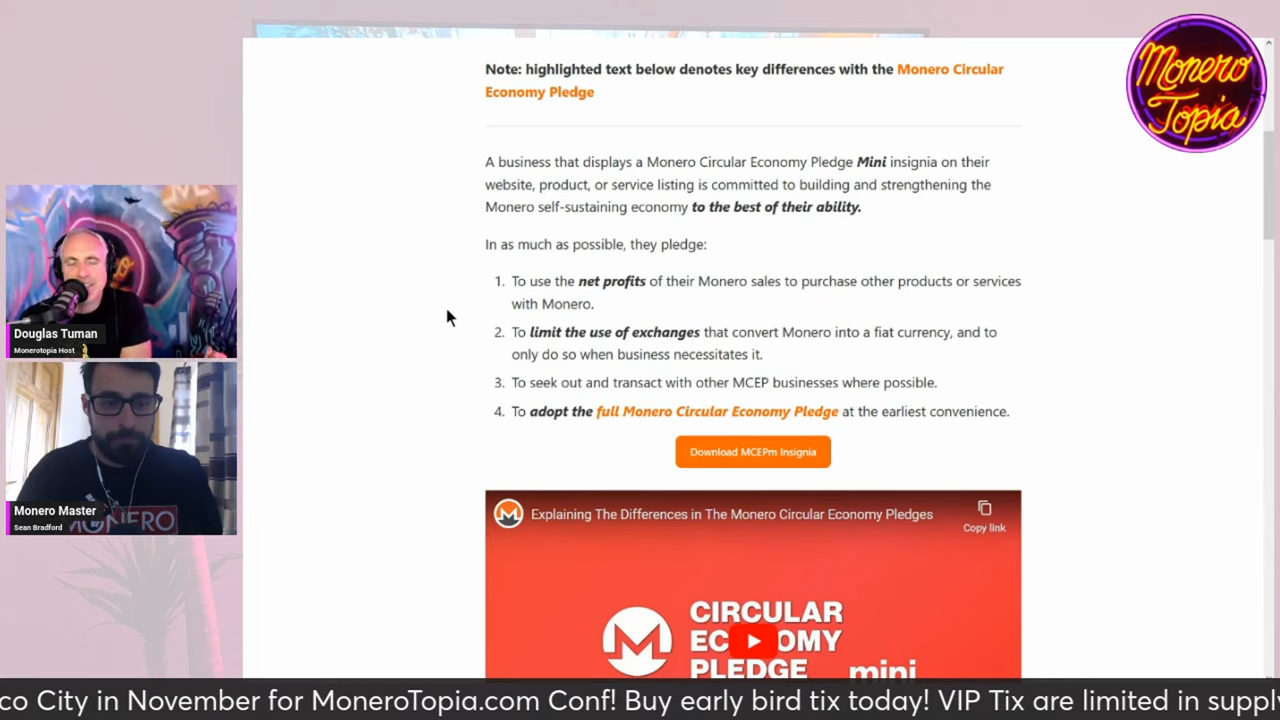 Note: highlighted text below denotes key differences with the Monero Circular
Economy Pledge
A business that displays a Monero Circular Economy Pledge Mini insignia on their
website, product, or service listing is committed to building and strengthening the
Monero self-sustaining economy to the best of their ability.
In as much as possible, they pledge:
1. To use the net profits of their Monero sales to purchase other products or services
with Monero.
2. To limit the use of exchanges that convert Monero into a fiat currency, and to
only do so when business necessitates it.
3. To seek out and transact with other MCEP businesses where possible.
4. To adopt the full Monero Circular Economy Pledge at the earliest convenience.
Download MCEPm Insignia
Explaining The Differences in The Monero Circular Economy Pledges
Copy link
CIRCULAR
EC OMY
PLEDGE mini
Monero
Topia
Douglas Tuman
Monerotopia Host
Monero Master
Sean Bradford
MONERO
co City in November for MoneroTopia.com Conf! Buy early bird tix today! VIP Tix are limited in suppl